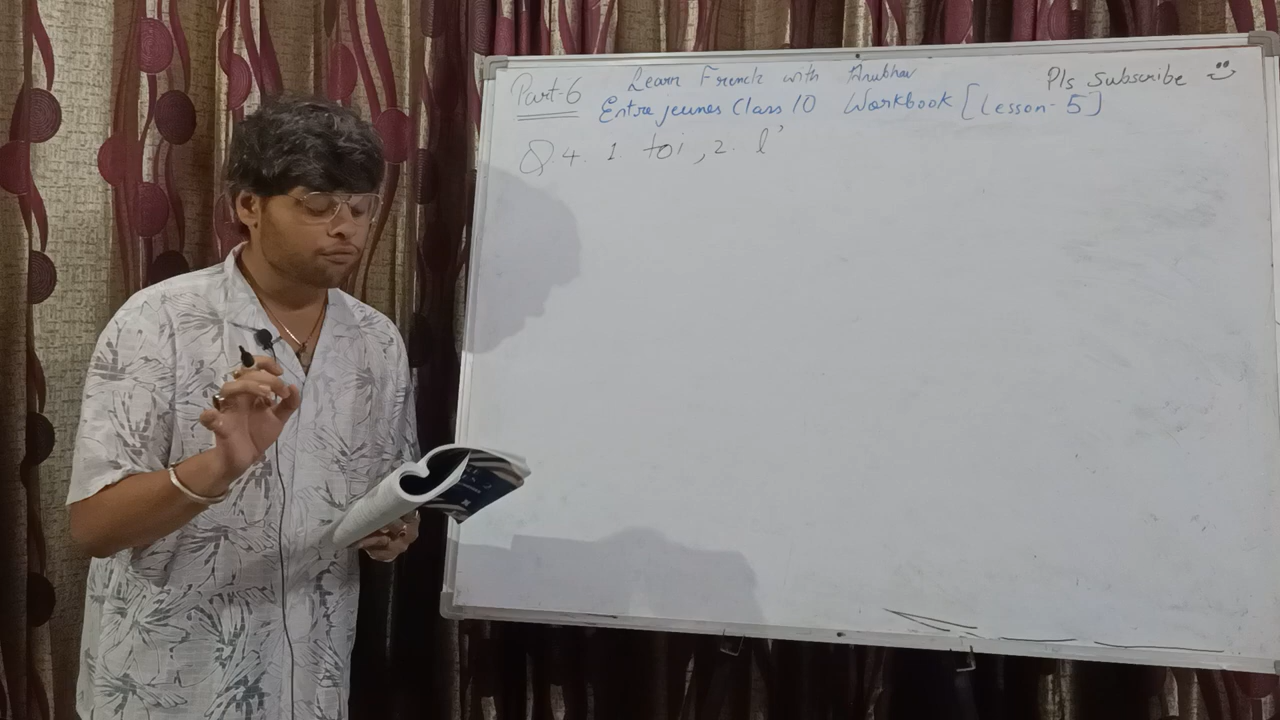 Part-6
Learn French with Anubhav
Pls Subscribe
Entre jeunes Class 10 Workbook [Lesson-5]
Q.4. 1. toi, 2. l'